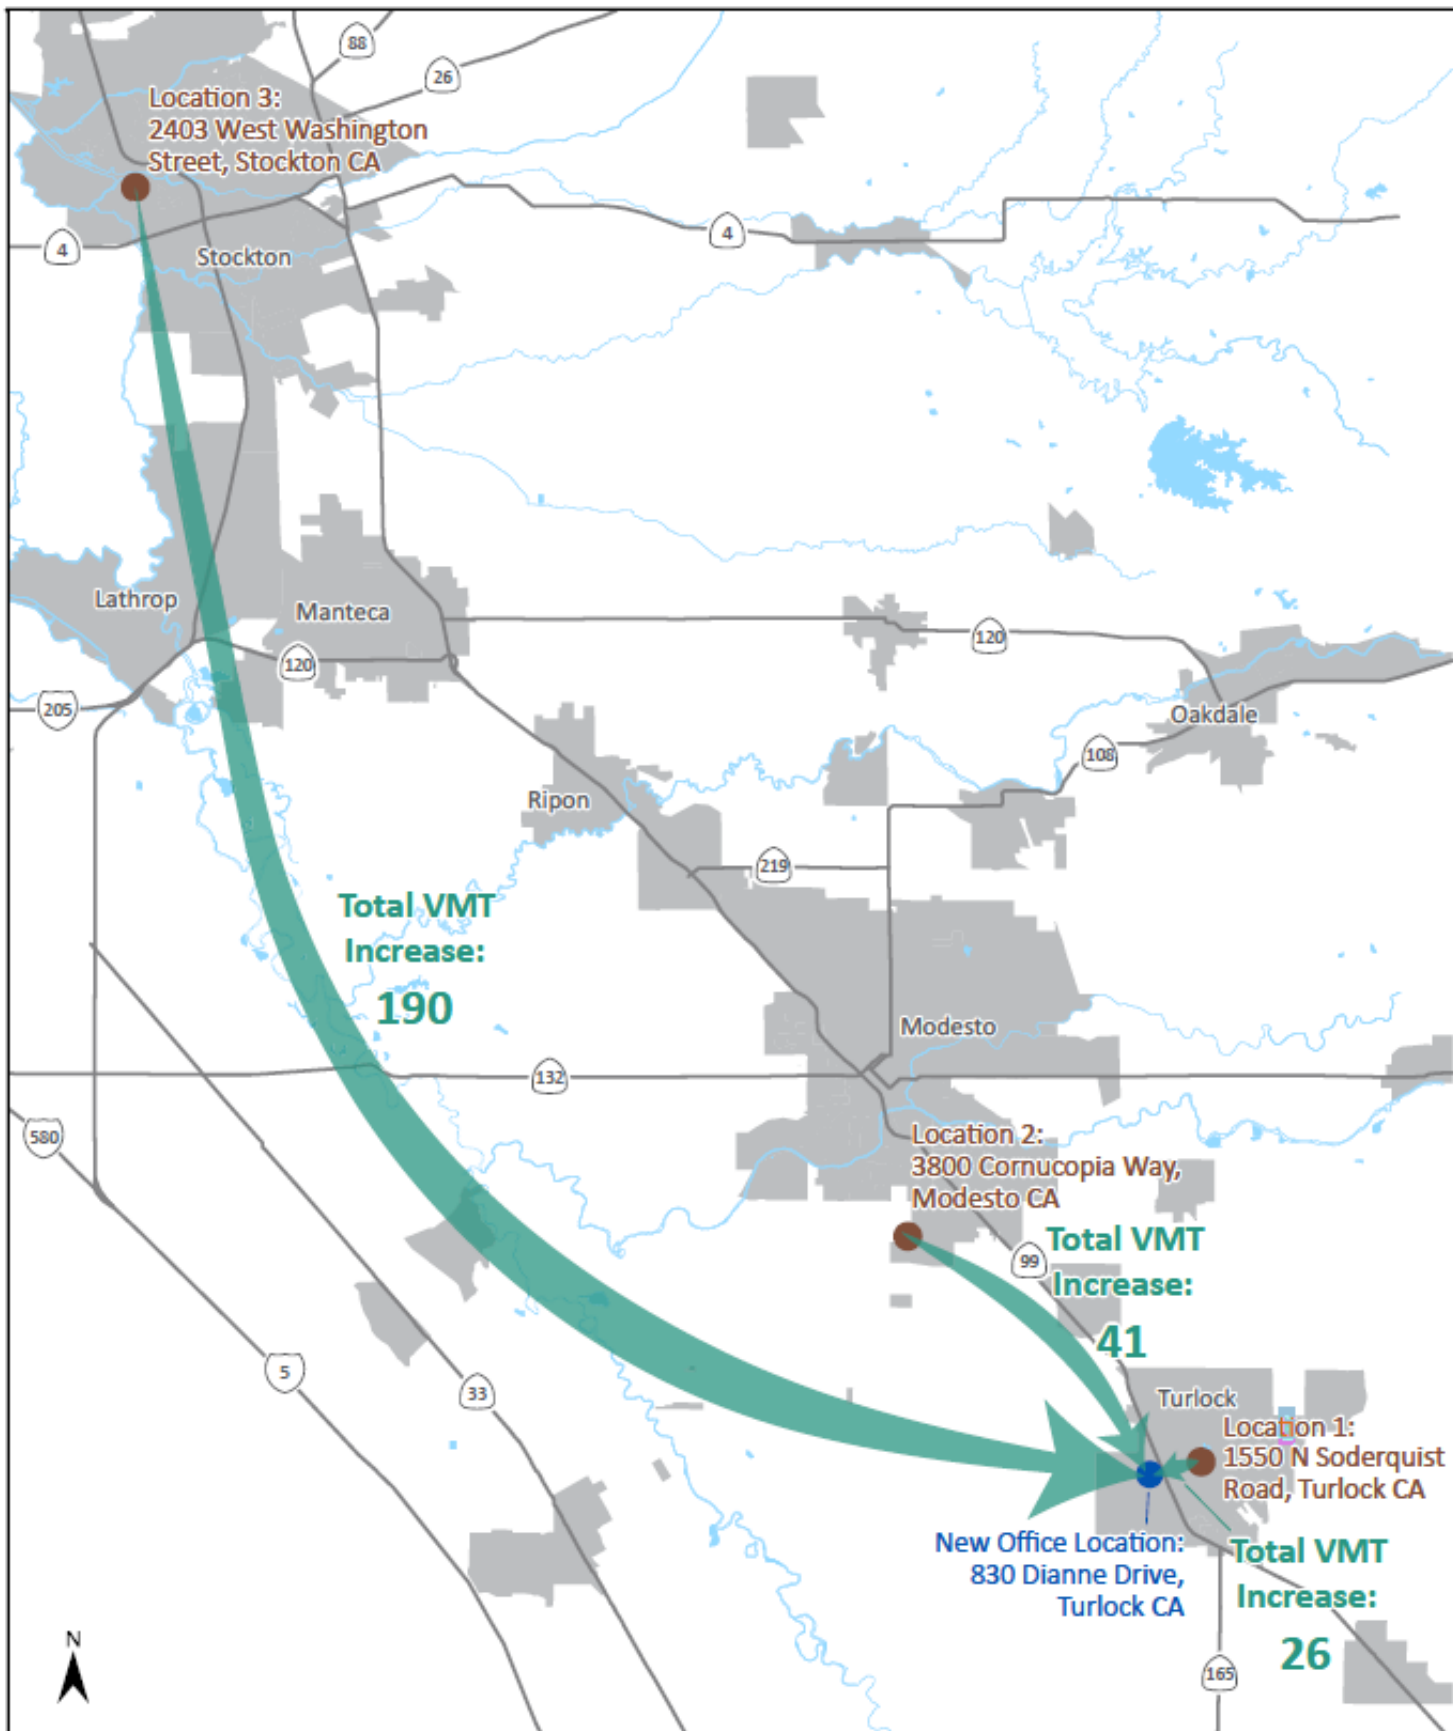 88
26
Location 3:
2403 West Washington
Street, Stockton CA
4
4
Stockton
Lathrop
Manteca
120
120
205
Oakdale
108
Ripon
219
Total VMT
Increase:
190
Modesto
132
580
Location 2:
3800 Cornucopia Way,
Modesto CA
99
Total VMT
Increase:
41
5
33
Turlock
Location 1:
1550 N Soderquist
Road, Turlock CA
New Office Location:
830 Dianne Drive,
Turlock CA
Total VMT
Increase:
26
165
N